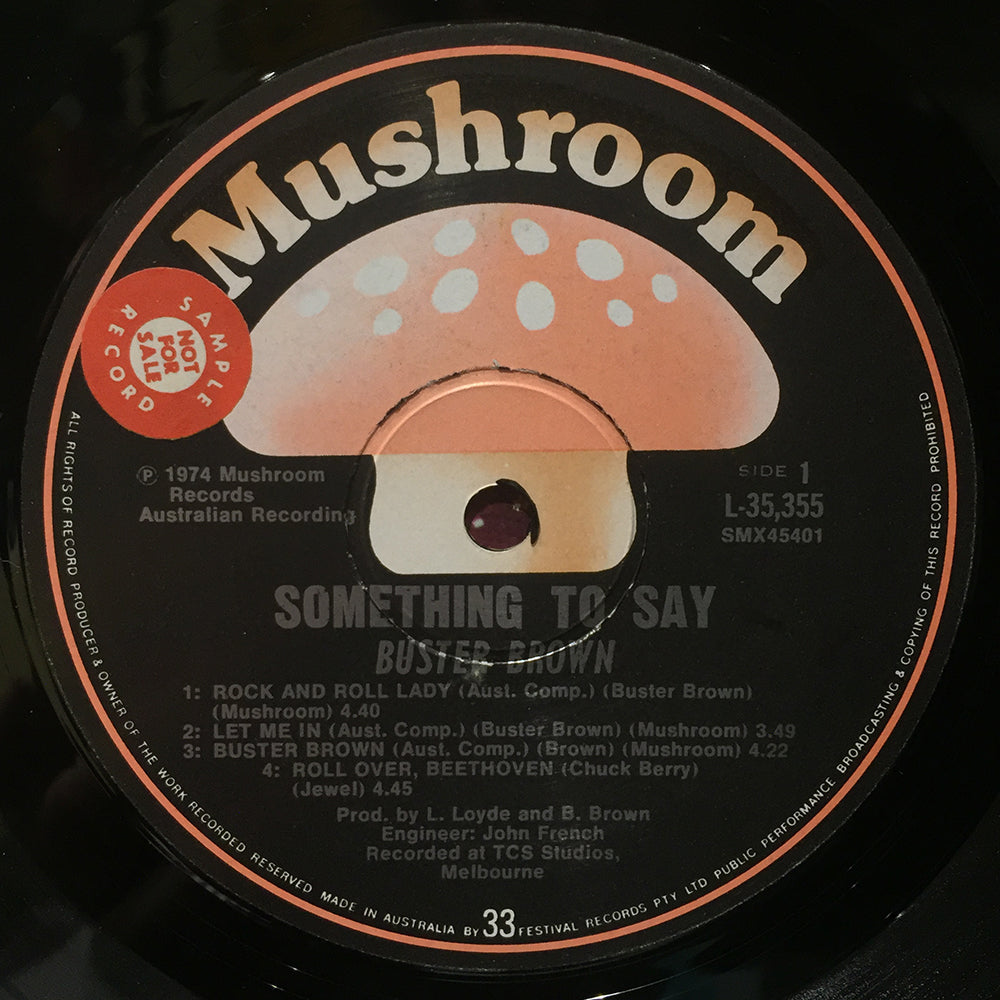 Mushroom
SAMPLE
RECORD
NOT
FOR
SALE
℗ 1974 Mushroom
Records
Australian Recording
SIDE 1
L-35,355
SMX45401
SOMETHING TO SAY
BUSTER BROWN
1: ROCK AND ROLL LADY (Aust. Comp.) (Buster Brown)
(Mushroom) 4.40
2: LET ME IN (Aust. Comp.) (Buster Brown) (Mushroom) 3.49
3: BUSTER BROWN (Aust. Comp.) (Brown) (Mushroom) 4.22
4: ROLL OVER, BEETHOVEN (Chuck Berry)
(Jewel) 4.45
Prod. by L. Loyde and B. Brown
Engineer: John French
Recorded at TCS Studios,
Melbourne
ALL RIGHTS OF RECORD PRODUCER & OWNER OF THE WORK RECORDED RESERVED MADE IN AUSTRALIA BY 33 FESTIVAL RECORDS PTY LTD PUBLIC PERFORMANCE BROADCASTING & COPYING OF THIS RECORD PROHIBITED